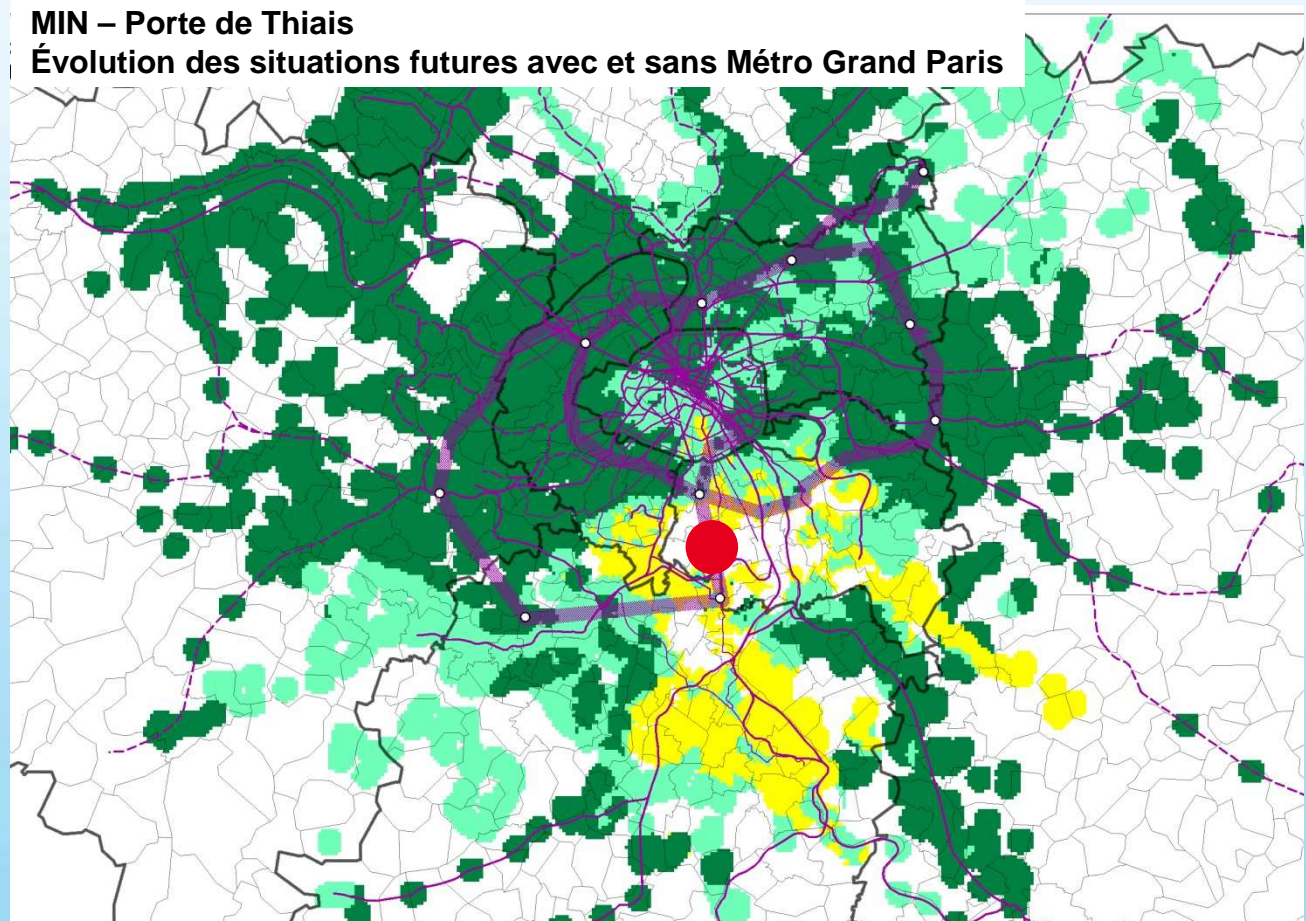 MIN – Porte de Thiais
Évolution des situations futures avec et sans Métro Grand Paris